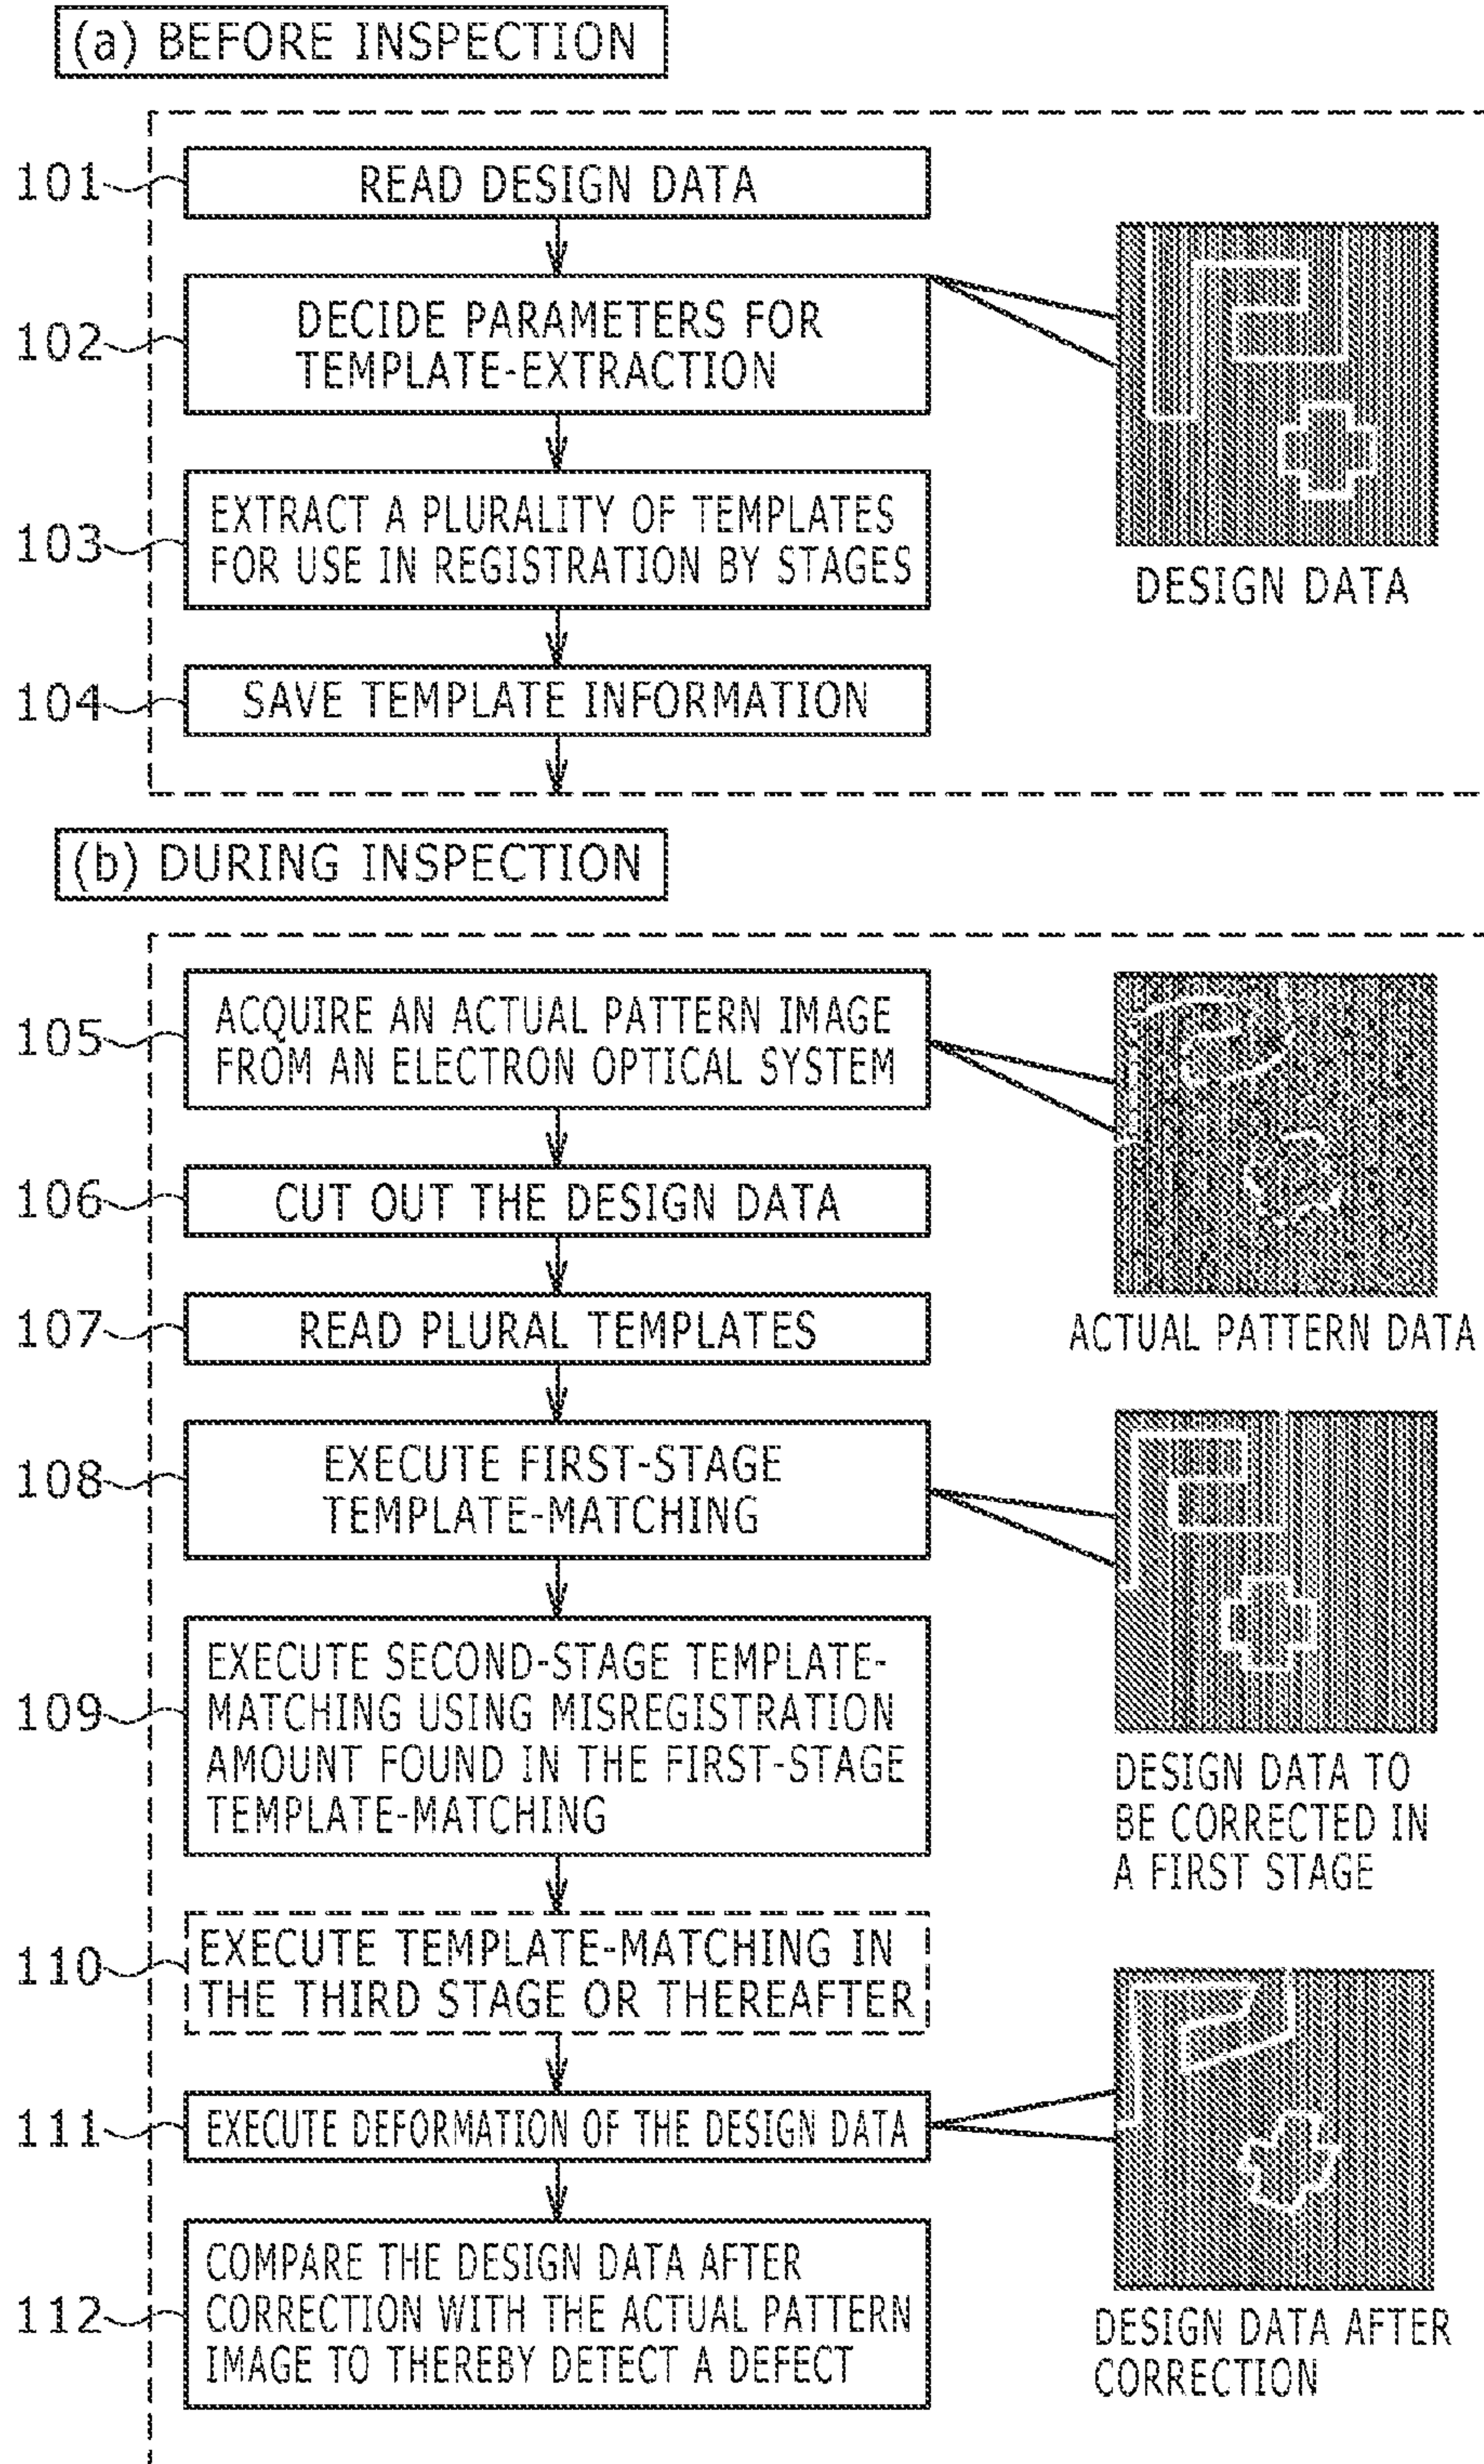 (a) BEFORE INSPECTION
101
READ DESIGN DATA
102
DECIDE PARAMETERS FOR
TEMPLATE-EXTRACTION
103
EXTRACT A PLURALITY OF TEMPLATES
FOR USE IN REGISTRATION BY STAGES
DESIGN DATA
104
SAVE TEMPLATE INFORMATION
(b) DURING INSPECTION
105
ACQUIRE AN ACTUAL PATTERN IMAGE
FROM AN ELECTRON OPTICAL SYSTEM
106
CUT OUT THE DESIGN DATA
107
READ PLURAL TEMPLATES
ACTUAL PATTERN DATA
108
EXECUTE FIRST-STAGE
TEMPLATE-MATCHING
109
EXECUTE SECOND-STAGE TEMPLATE-
MATCHING USING MISREGISTRATION
AMOUNT FOUND IN THE FIRST-STAGE
TEMPLATE-MATCHING
DESIGN DATA TO
BE CORRECTED IN
A FIRST STAGE
110
EXECUTE TEMPLATE-MATCHING IN
THE THIRD STAGE OR THEREAFTER
111
EXECUTE DEFORMATION OF THE DESIGN DATA
112
COMPARE THE DESIGN DATA AFTER
CORRECTION WITH THE ACTUAL PATTERN
IMAGE TO THEREBY DETECT A DEFECT
DESIGN DATA AFTER
CORRECTION